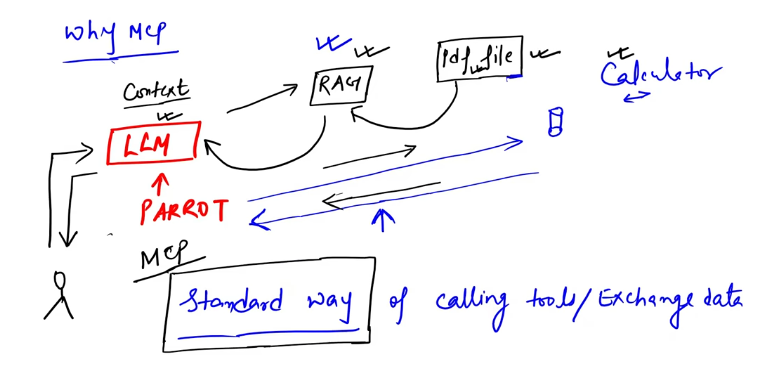 Why MCP
Context
LLM
PARROT
RAG
Pdf file
Calculator
MCP
Standard way of calling tools/Exchange data